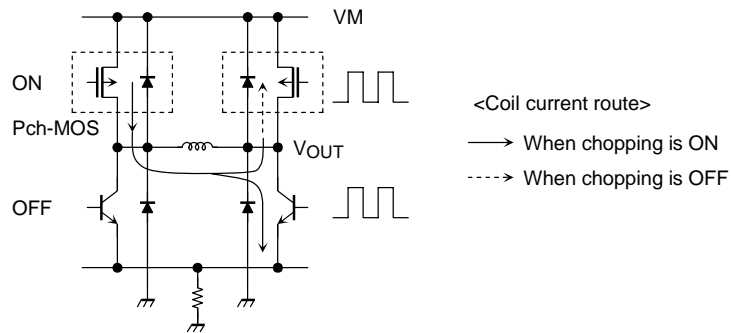 VM
ON
Pch-MOS
VOUT
OFF
<Coil current route>
When chopping is ON
When chopping is OFF